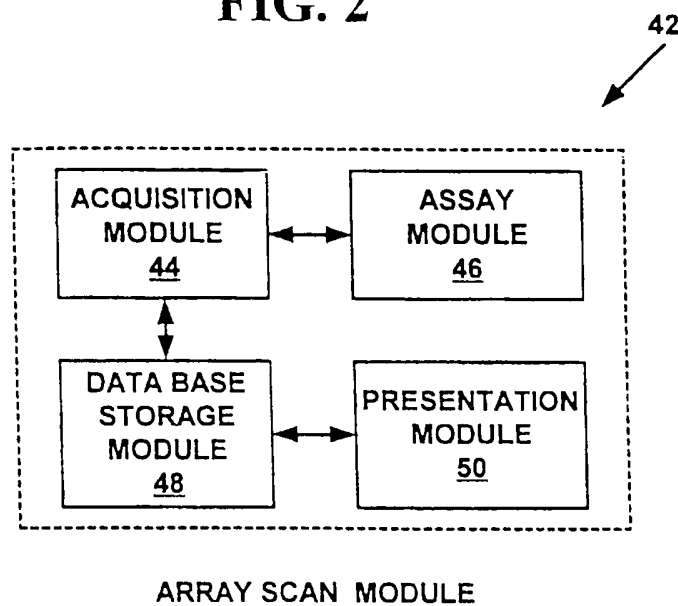 FIG. 2
42
ACQUISITION
MODULE
44
ASSAY
MODULE
46
DATA BASE
STORAGE
MODULE
48
PRESENTATION
MODULE
50
ARRAY SCAN MODULE